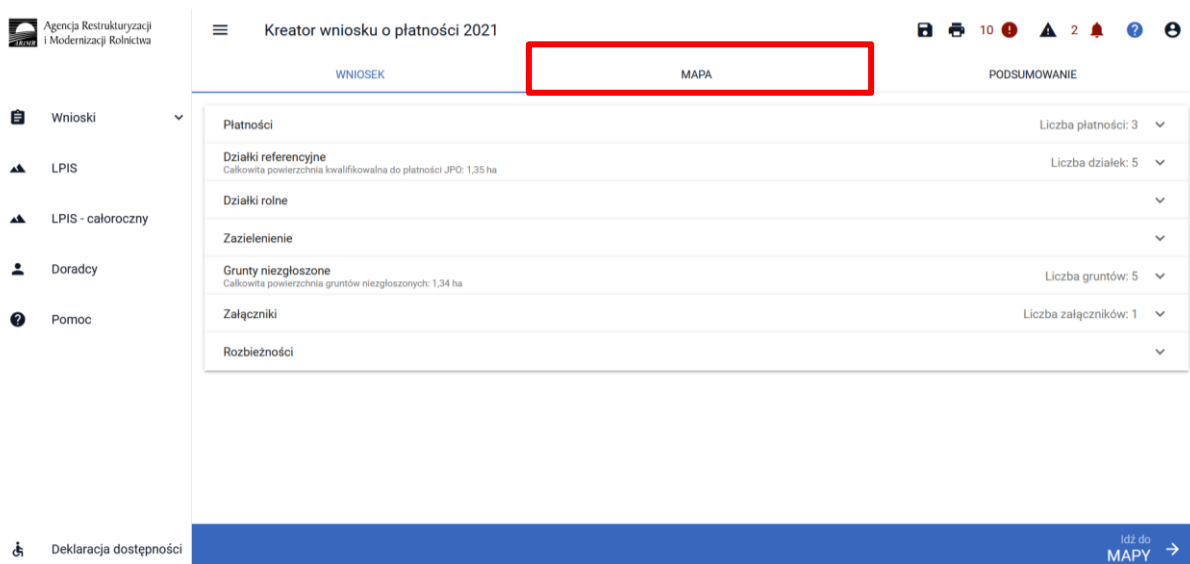 Agencja Restrukturyzacji
i Modernizacji Rolnictwa
ARiMR
Kreator wniosku o płatności 2021
10
2
WNIOSEK
MAPA
PODSUMOWANIE
Wnioski
LPIS
LPIS - całoroczny
Doradcy
Pomoc
Płatności
Liczba płatności: 3
Działki referencyjne
Całkowita powierzchnia kwalifikowalna do płatności JPO: 1,35 ha
Liczba działek: 5
Działki rolne
Zazielenienie
Grunty niezgłoszone
Całkowita powierzchnia gruntów niezgłoszonych: 1,34 ha
Liczba gruntów: 5
Załączniki
Liczba załączników: 1
Rozbieżności
Deklaracja dostępności
Idź do
MAPY